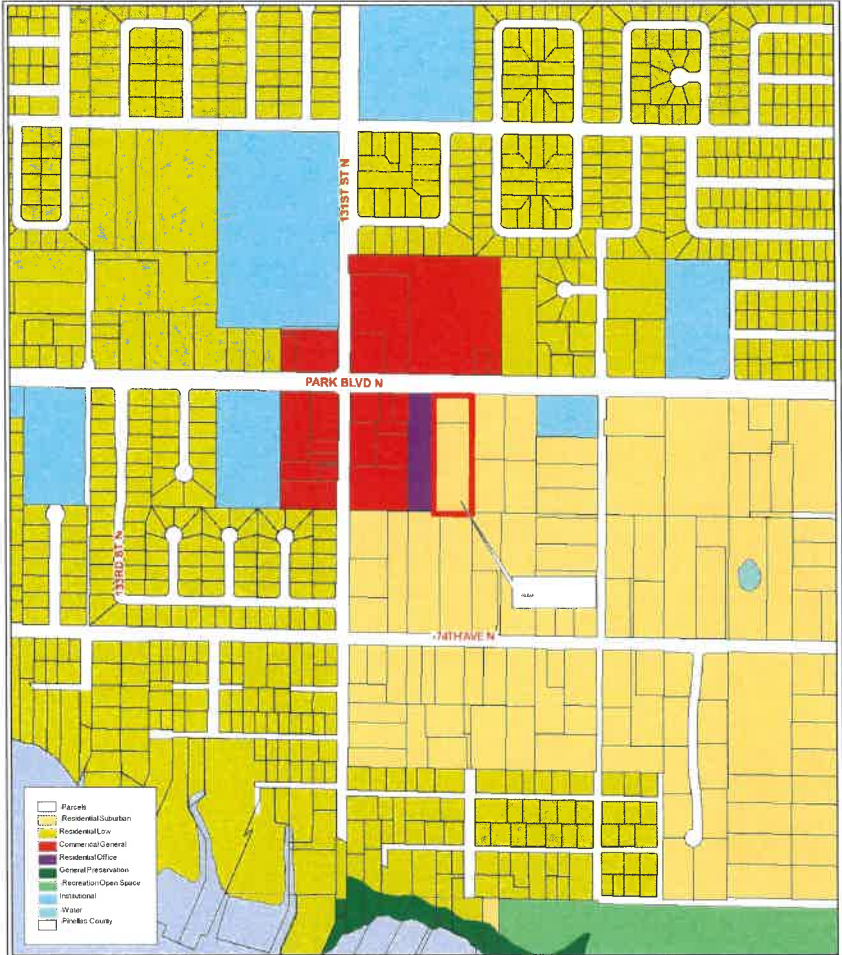 131ST ST N
PARK BLVD N
133RD ST N
74TH AVE N
Parcels
Residential Suburban
Residential Low
Commercial General
Residential Office
General Preservation
Recreation Open Space
Institutional
Water
Pinellas County